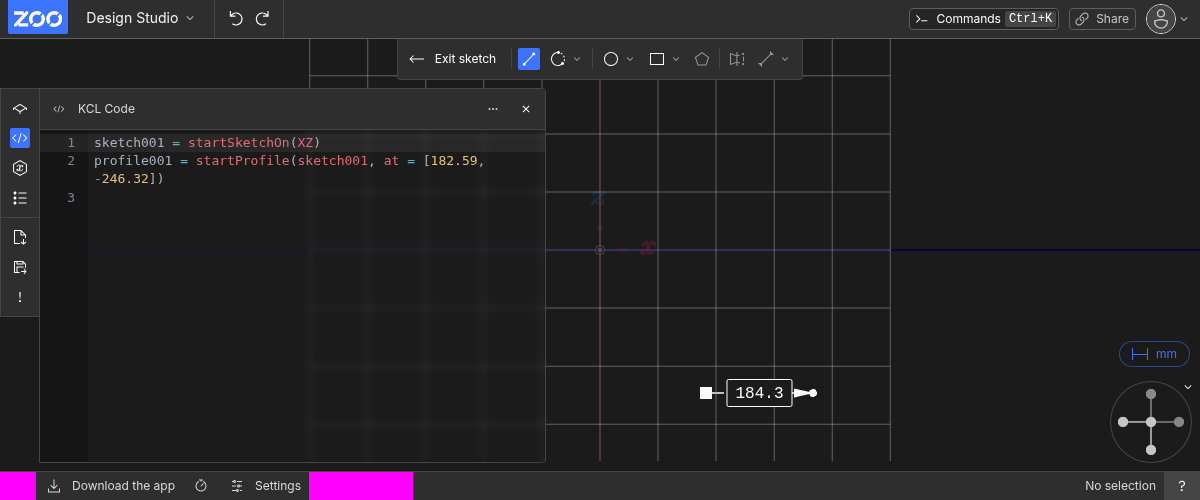 ZOO
Design Studio
Commands Ctrl+K
Share
Exit sketch
KCL Code
1 sketch001 = startSketchOn(XZ)
2 profile001 = startProfile(sketch001, at = [182.59,
-246.32])
3
z
x
184.3
mm
Download the app
Settings
No selection
?